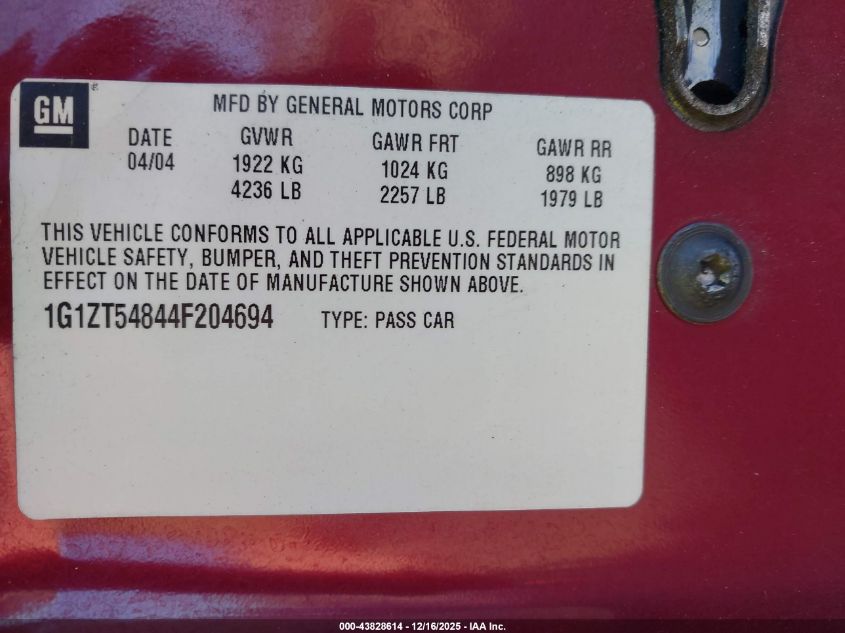 GM
MFD BY GENERAL MOTORS CORP
DATE GVWR GAWR FRT GAWR RR
04/04 1922 KG 1024 KG 898 KG
4236 LB 2257 LB 1979 LB
THIS VEHICLE CONFORMS TO ALL APPLICABLE U.S. FEDERAL MOTOR
VEHICLE SAFETY, BUMPER, AND THEFT PREVENTION STANDARDS IN
EFFECT ON THE DATE OF MANUFACTURE SHOWN ABOVE.
1G1ZT54844F204694 TYPE: PASS CAR
000-43828614 - 12/16/2025 - IAA Inc.